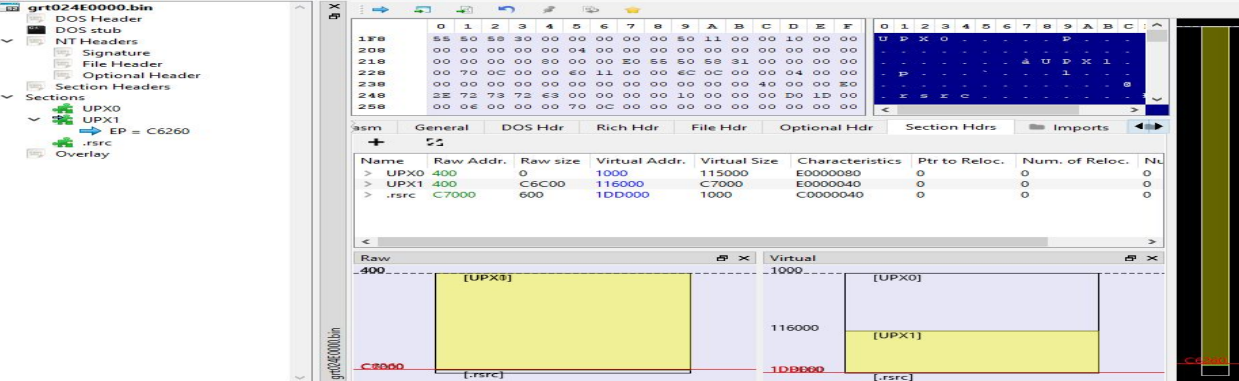 grt024E0000.bin
DOS Header
DOS stub
NT Headers
Signature
File Header
Optional Header
Section Headers
Sections
UPX0
UPX1
EP = C6260
.rsrc
Overlay
grt024E0000.bin
0 1 2 3 4 5 6 7 8 9 A B C D E F
1F8 55 50 58 30 00 00 00 00 00 50 11 00 00 10 00 00
208 00 00 00 00 00 04 00 00 00 00 00 00 00 00 00 00
218 00 00 00 00 80 00 00 E0 55 50 58 31 00 00 00 00
228 00 70 0C 00 00 60 11 00 00 6C 0C 00 00 04 00 00
238 00 00 00 00 00 00 00 00 00 00 00 00 40 00 00 E0
248 2E 72 73 72 63 00 00 00 00 10 00 00 00 D0 1D 00
258 00 06 00 00 00 70 0C 00 00 00 00 00 00 00 00 00
0 1 2 3 4 5 6 7 8 9 A B C
U P X 0 . . . . . P . . .
. . . . . . . . . . . . .
. . . . . . . à U P X 1 .
. p . . . ` . . . l . . .
. . . . . . . . . . . . @
. r s r c . . . . . . . .
asm General DOS Hdr Rich Hdr File Hdr Optional Hdr Section Hdrs Imports
Name Raw Addr. Raw size Virtual Addr. Virtual Size Characteristics Ptr to Reloc. Num. of Reloc. Nu
> UPX0 400 0 1000 115000 E0000080 0 0 0
> UPX1 400 C6C00 116000 C7000 E0000040 0 0 0
> .rsrc C7000 600 1DD000 1000 C0000040 0 0 0
Raw
400
[.rsrc]
Virtual
1000
[UPX0]
116000
[UPX1]
[.rsrc]